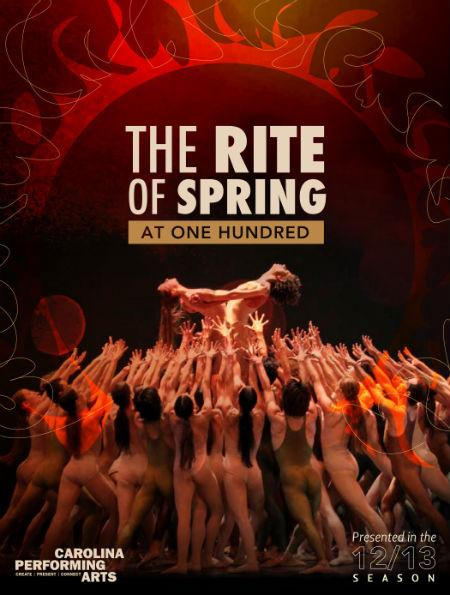 THE RITE
OF SPRING
AT ONE HUNDRED
CAROLINA
PERFORMING
CREATE | PRESENT | CONNECT ARTS
Presented in the
12/13
SEASON